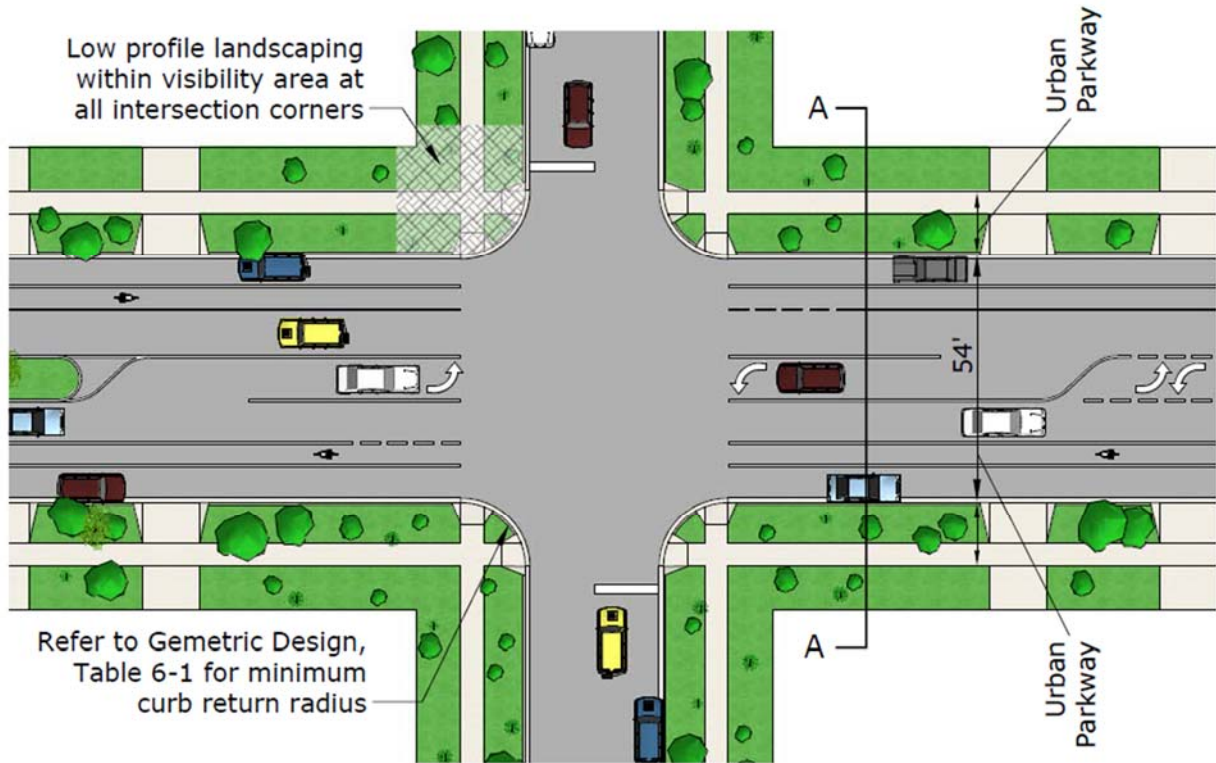 Low profile landscaping
within visibility area at
all intersection corners
A
Urban
Parkway
54'
Refer to Gemetric Design,
Table 6-1 for minimum
curb return radius
A
Urban
Parkway